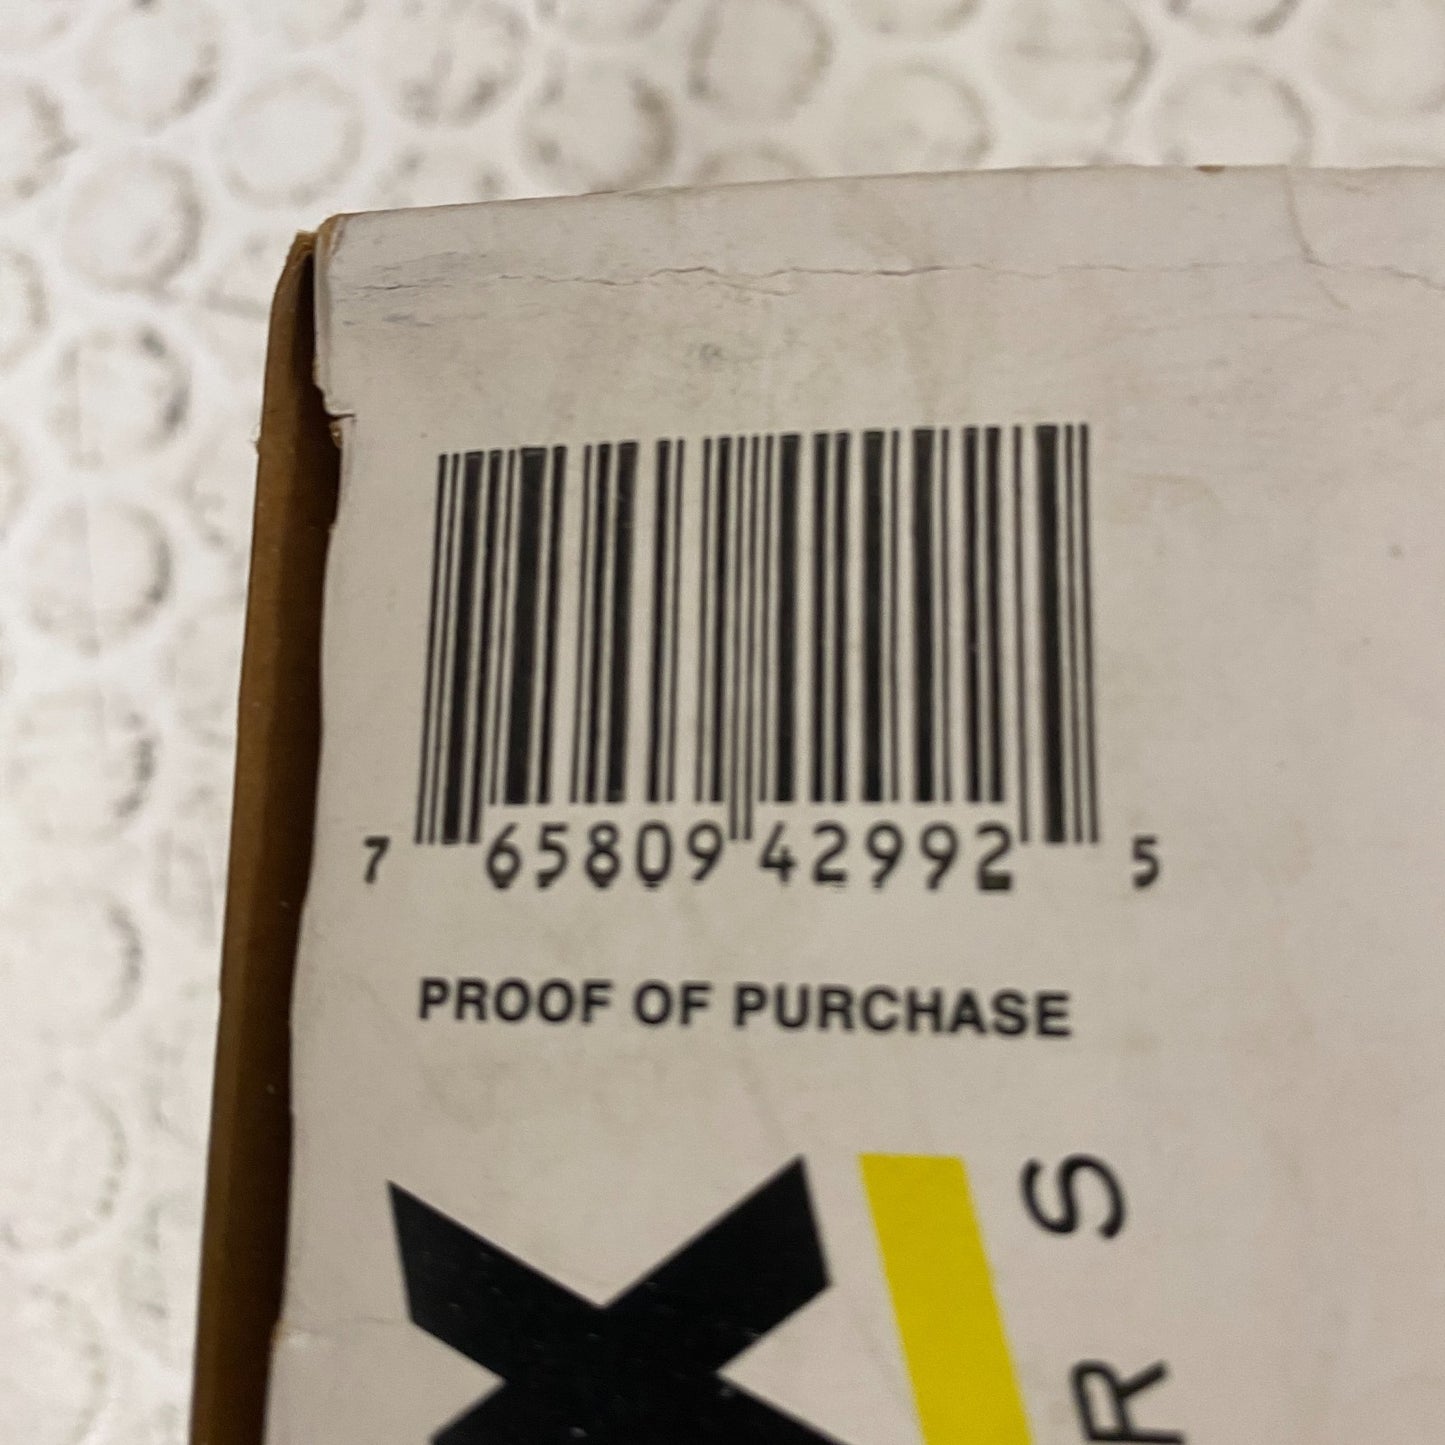 7 65809 42992 5
PROOF OF PURCHASE
X
R S